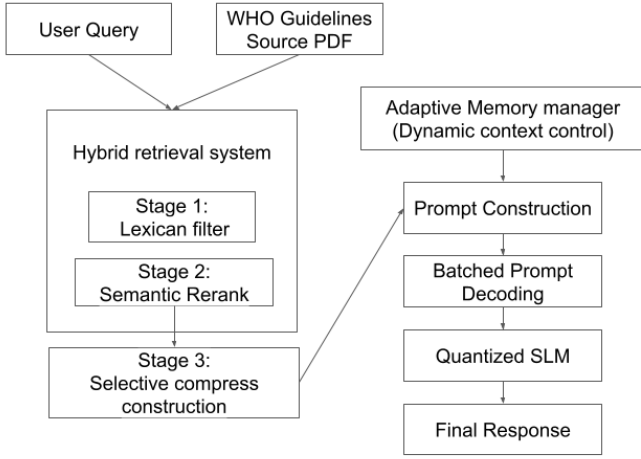 User Query
WHO Guidelines
Source PDF
Hybrid retrieval system
Stage 1:
Lexican filter
Stage 2:
Semantic Rerank
Stage 3:
Selective compress
construction
Adaptive Memory manager
(Dynamic context control)
Prompt Construction
Batched Prompt
Decoding
Quantized SLM
Final Response